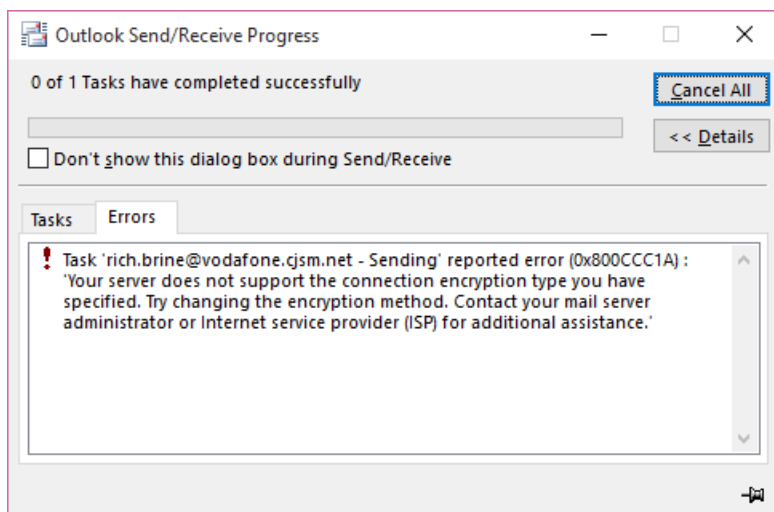 Outlook Send/Receive Progress
0 of 1 Tasks have completed successfully
Cancel All
<< Details
Don't show this dialog box during Send/Receive
Tasks
Errors
Task 'rich.brine@vodafone.cjsm.net - Sending' reported error (0x800CCC1A) :
'Your server does not support the connection encryption type you have
specified. Try changing the encryption method. Contact your mail server
administrator or Internet service provider (ISP) for additional assistance.'